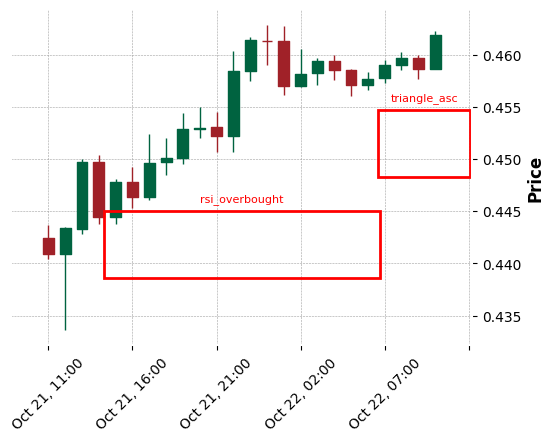 0.460
triangle_asc
0.455
0.450
Price
rsi_overbought
0.445
0.440
0.435
Oct 21, 11:00
Oct 21, 16:00
Oct 21, 21:00
Oct 22, 02:00
Oct 22, 07:00